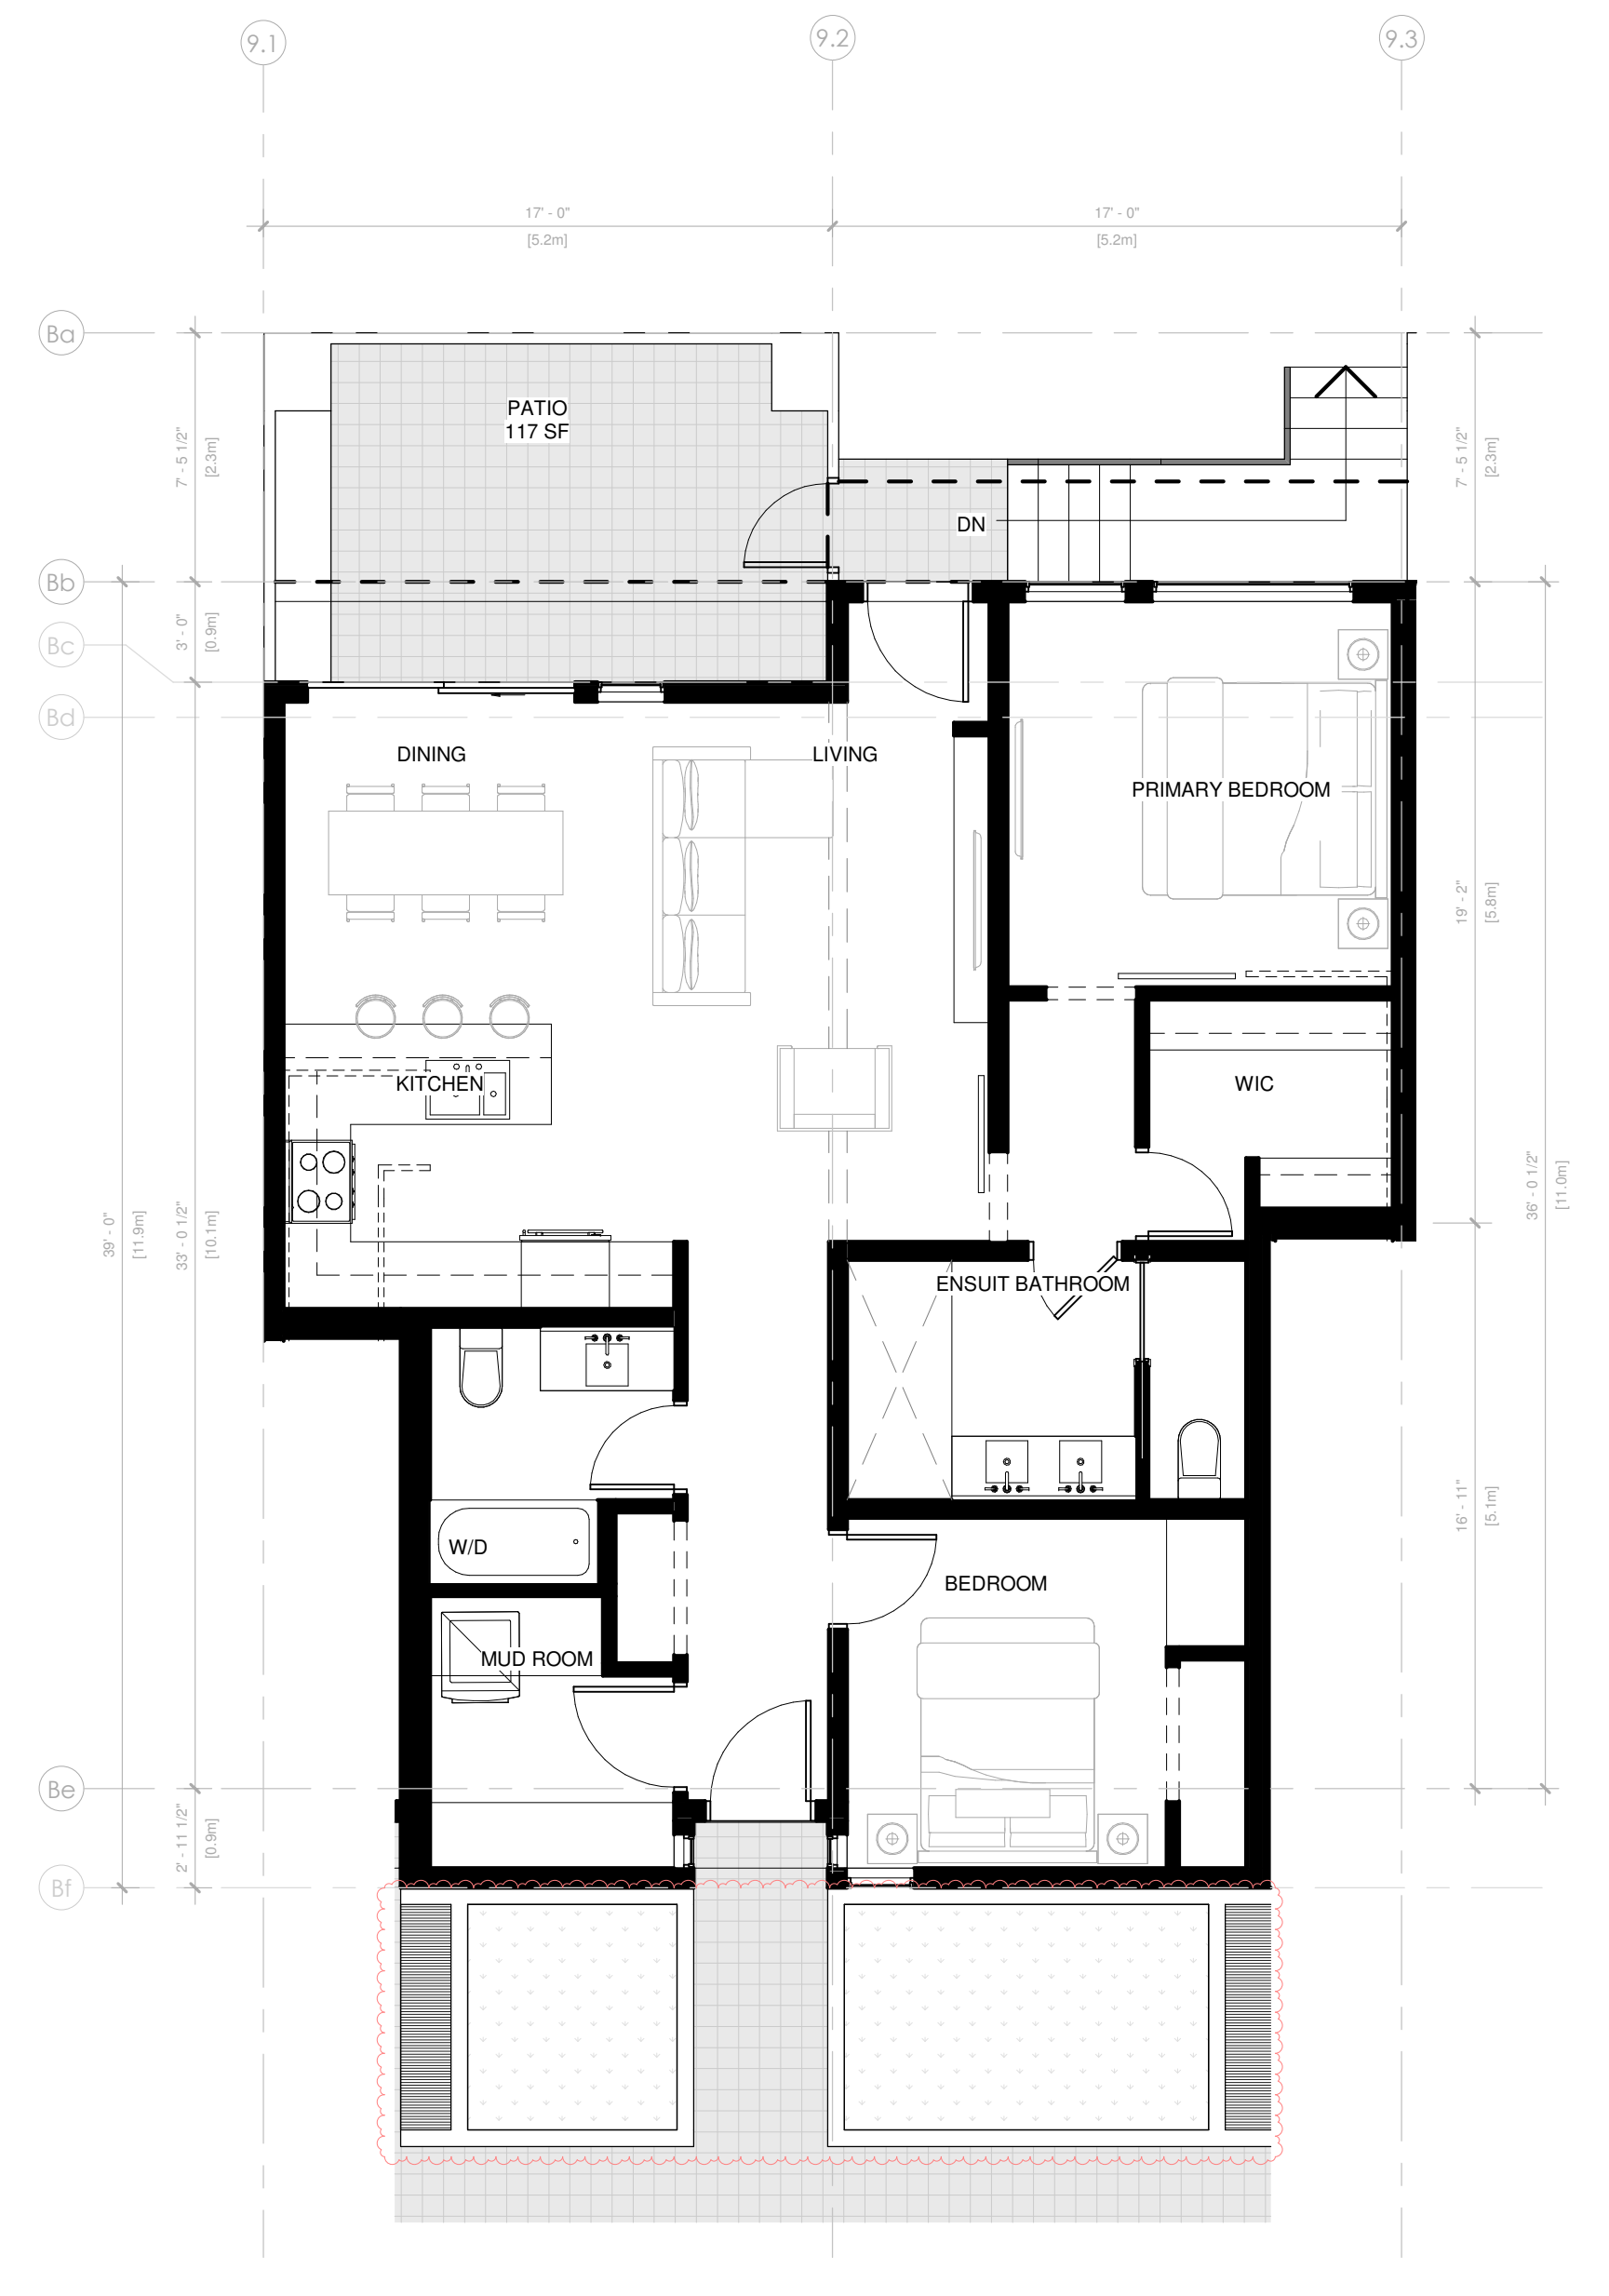 9.1
9.2
9.3
17' - 0"
[5.2m]
17' - 0"
[5.2m]
Ba
7' - 5 1/2"
[2.3m]
PATIO
117 SF
DN
7' - 5 1/2"
[2.3m]
Bb
3' - 0"
[0.9m]
Bc
Bd
DINING
LIVING
PRIMARY BEDROOM
19' - 2"
[5.8m]
KITCHEN
WIC
39' - 0"
[11.9m]
33' - 0 1/2"
[10.1m]
36' - 0 1/2"
[11.0m]
ENSUIT BATHROOM
16' - 11"
[5.1m]
W/D
BEDROOM
MUD ROOM
Be
2' - 11 1/2"
[0.9m]
Bf